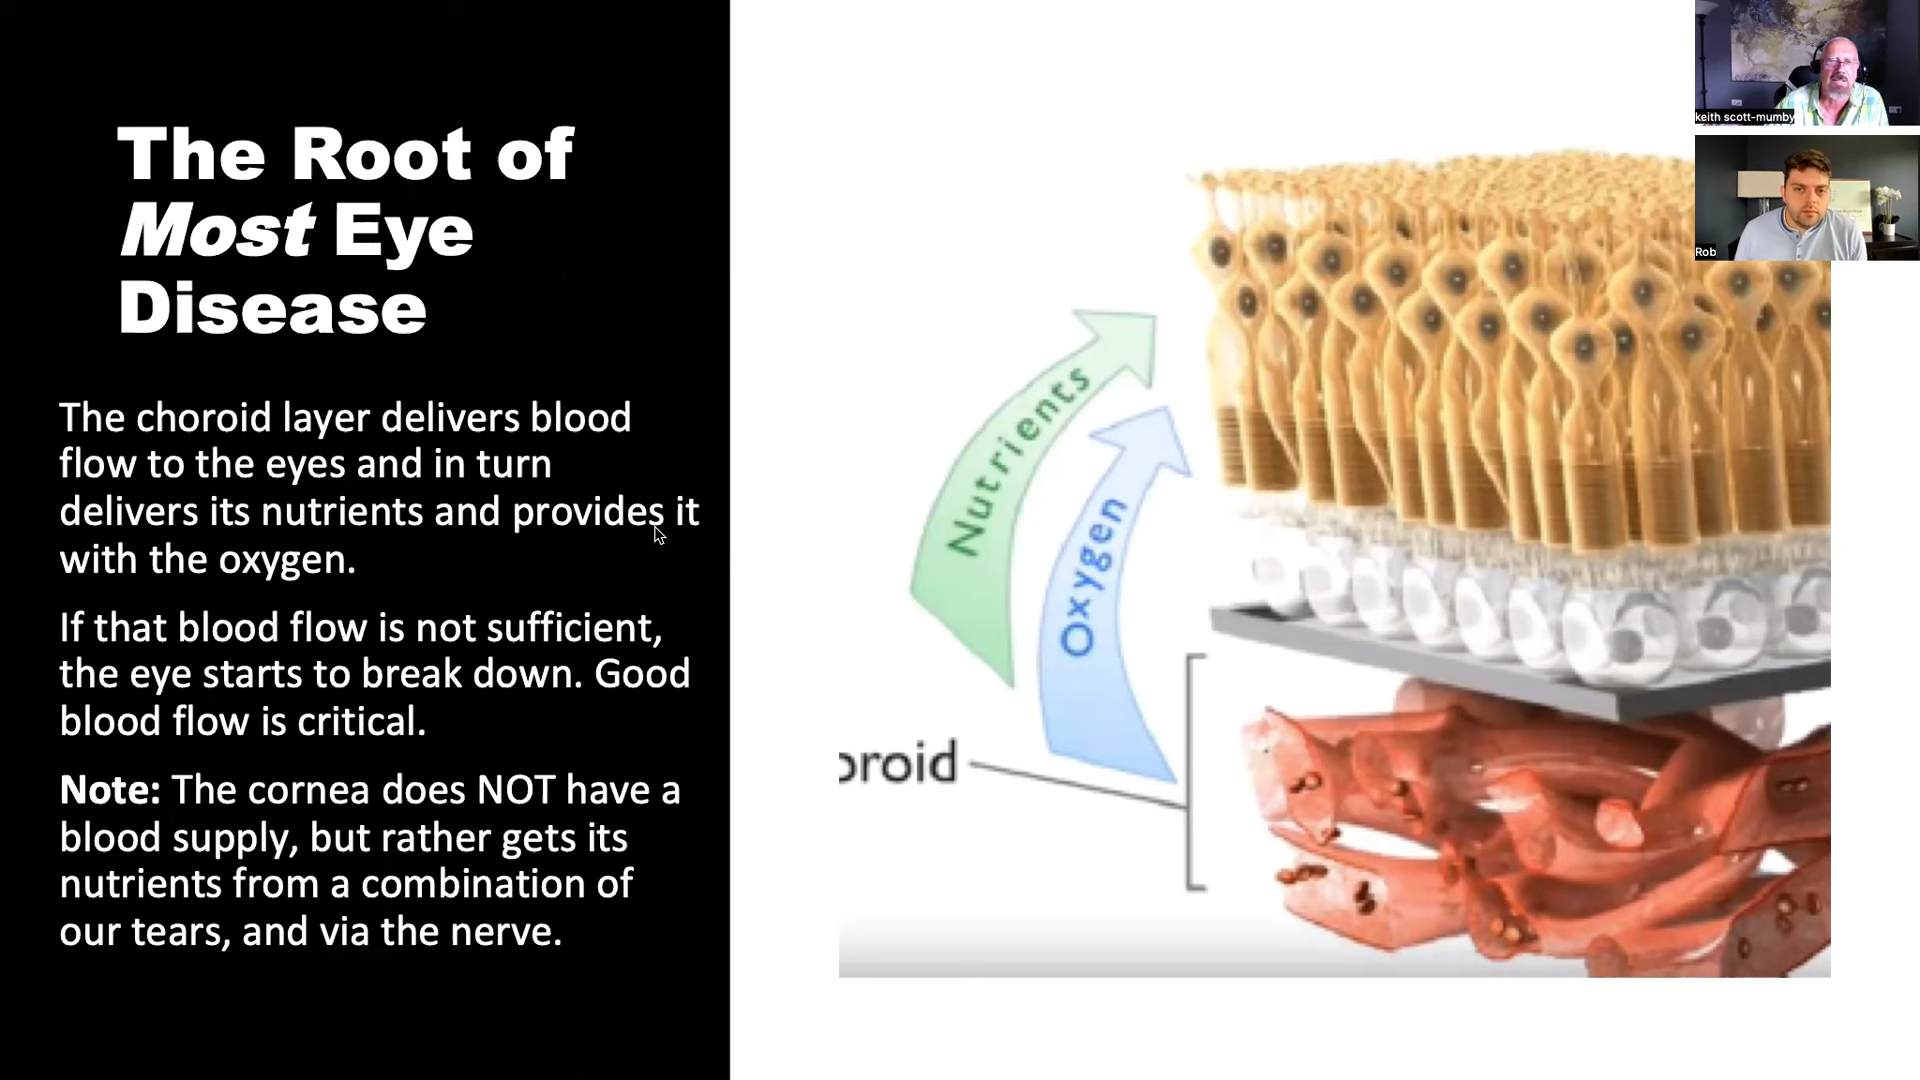 The Root of
Most Eye
Disease
The choroid layer delivers blood
flow to the eyes and in turn
delivers its nutrients and provides it
with the oxygen.
If that blood flow is not sufficient,
the eye starts to break down. Good
blood flow is critical.
Note: The cornea does NOT have a
blood supply, but rather gets its
nutrients from a combination of
our tears, and via the nerve.
Nutrients
Oxygen
oroid
keith scott-mumby
Rob